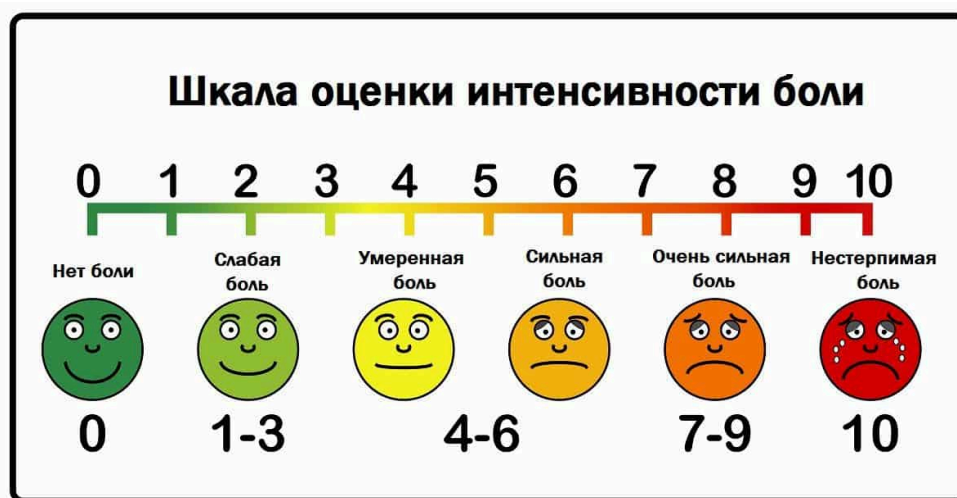 Шкала оценки интенсивности боли
0 1 2 3 4 5 6 7 8 9 10
Нет боли
Слабая
боль
Умеренная
боль
Сильная
боль
Очень сильная
боль
Нестерпимая
боль
0 1-3 4-6 7-9 10